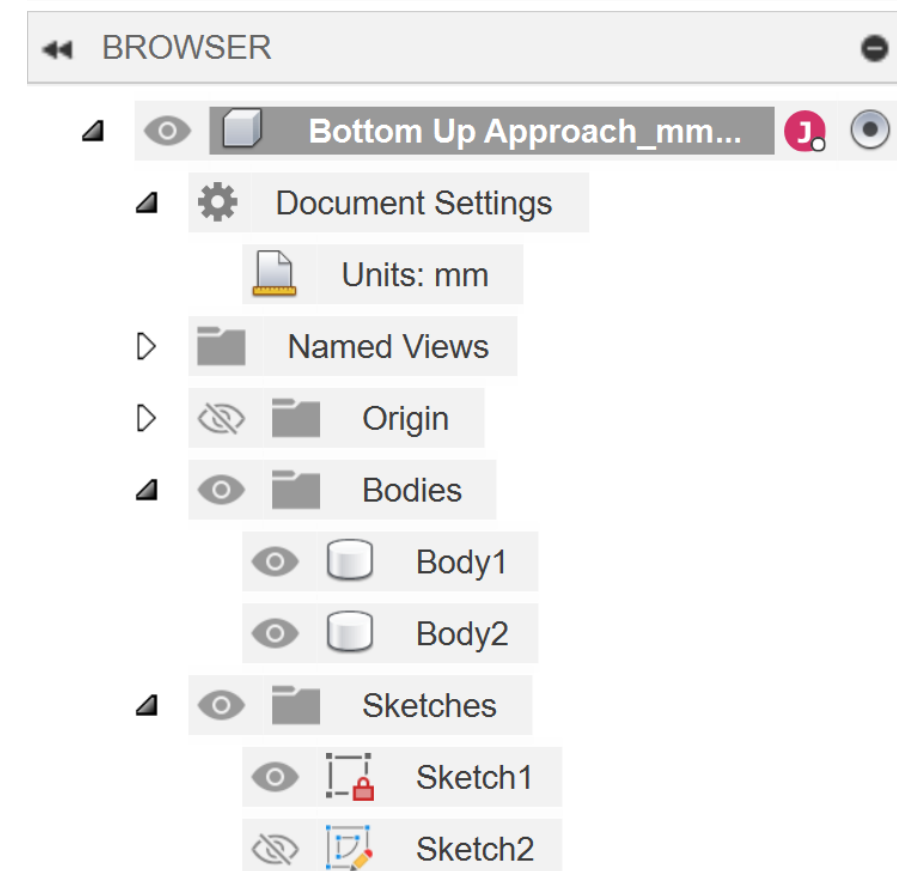 BROWSER
Bottom Up Approach_mm... J
Document Settings
Units: mm
Named Views
Origin
Bodies
Body1
Body2
Sketches
Sketch1
Sketch2